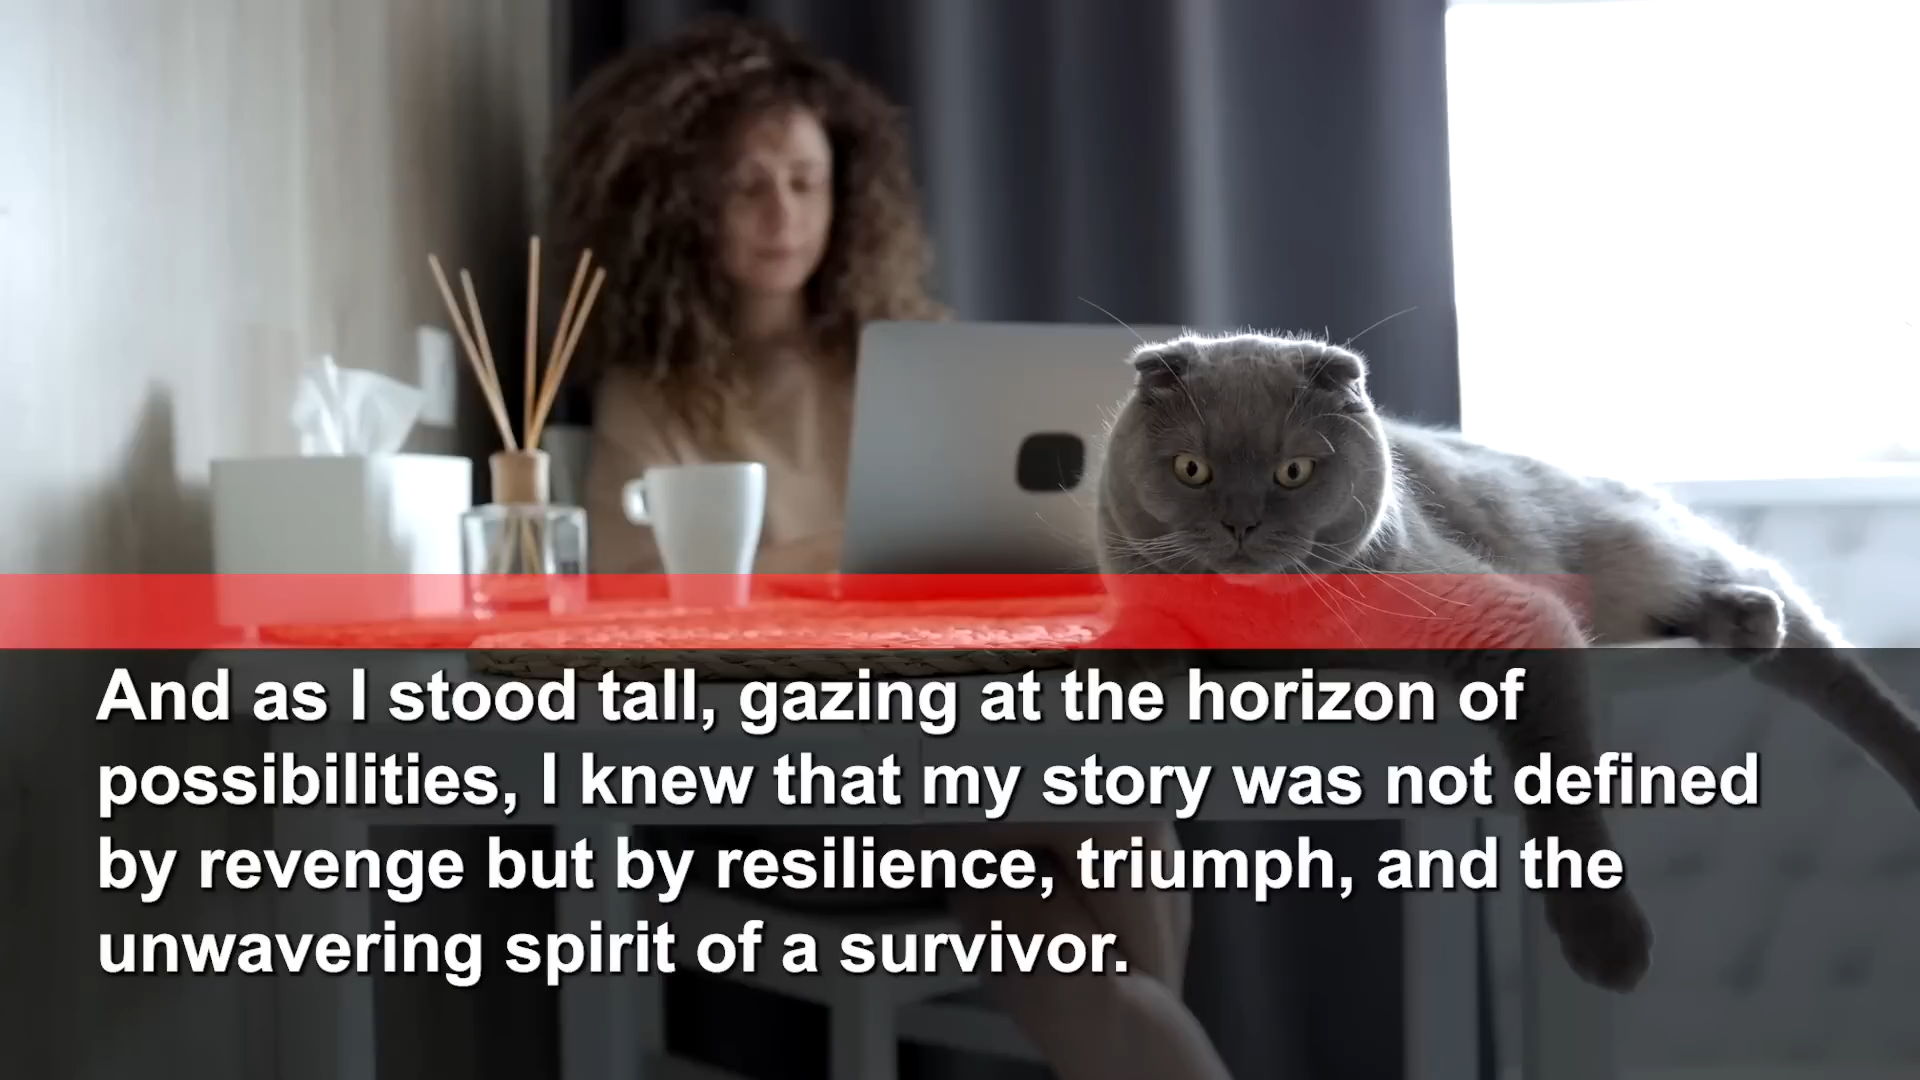 And as I stood tall, gazing at the horizon of
possibilities, I knew that my story was not defined
by revenge but by resilience, triumph, and the
unwavering spirit of a survivor.